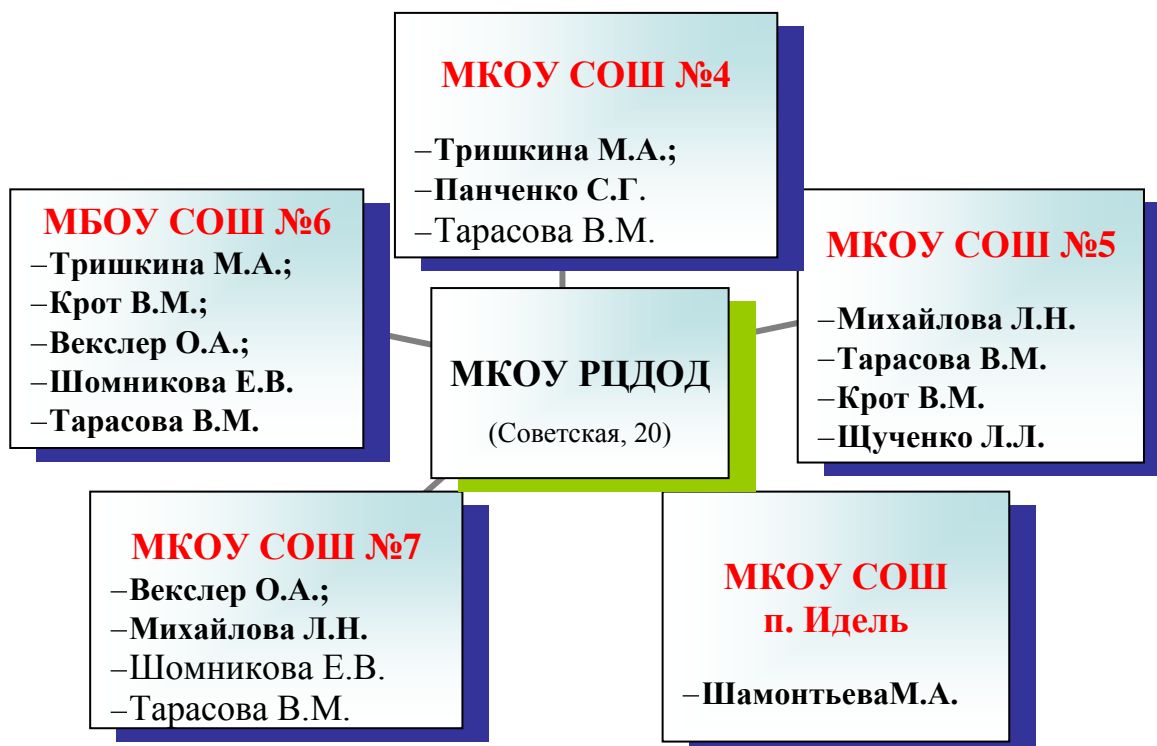 МКОУ СОШ №4
–Тришкина М.А.;
–Панченко С.Г.
–Тарасова В.М.
МБОУ СОШ №6
–Тришкина М.А.;
–Крот В.М.;
–Векслер О.А.;
–Шомникова Е.В.
–Тарасова В.М.
МКОУ РЦДОД
(Советская, 20)
МКОУ СОШ №5
–Михайлова Л.Н.
–Тарасова В.М.
–Крот В.М.
–Щученко Л.Л.
МКОУ СОШ №7
–Векслер О.А.;
–Михайлова Л.Н.
–Шомникова Е.В.
–Тарасова В.М.
МКОУ СОШ
п. Идель
–ШамонтьеваМ.А.